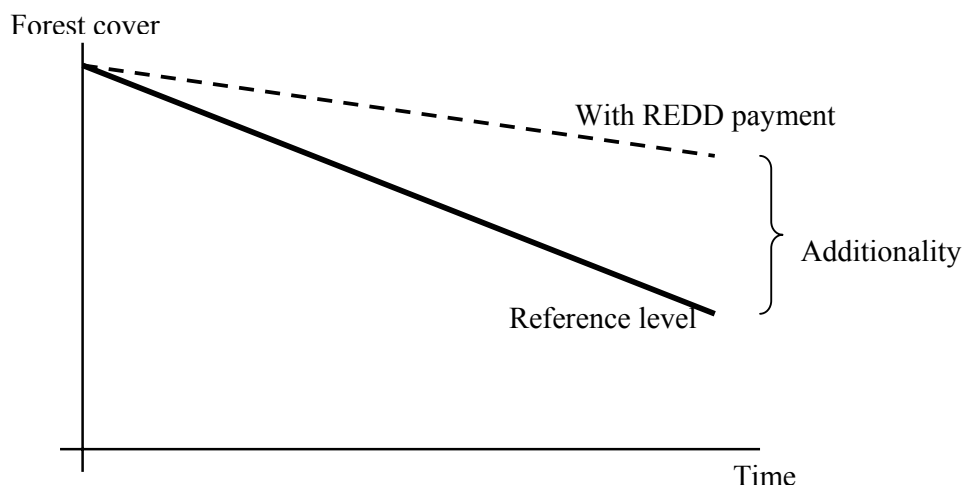 Forest cover
With REDD payment
Additionality
Reference level
Time